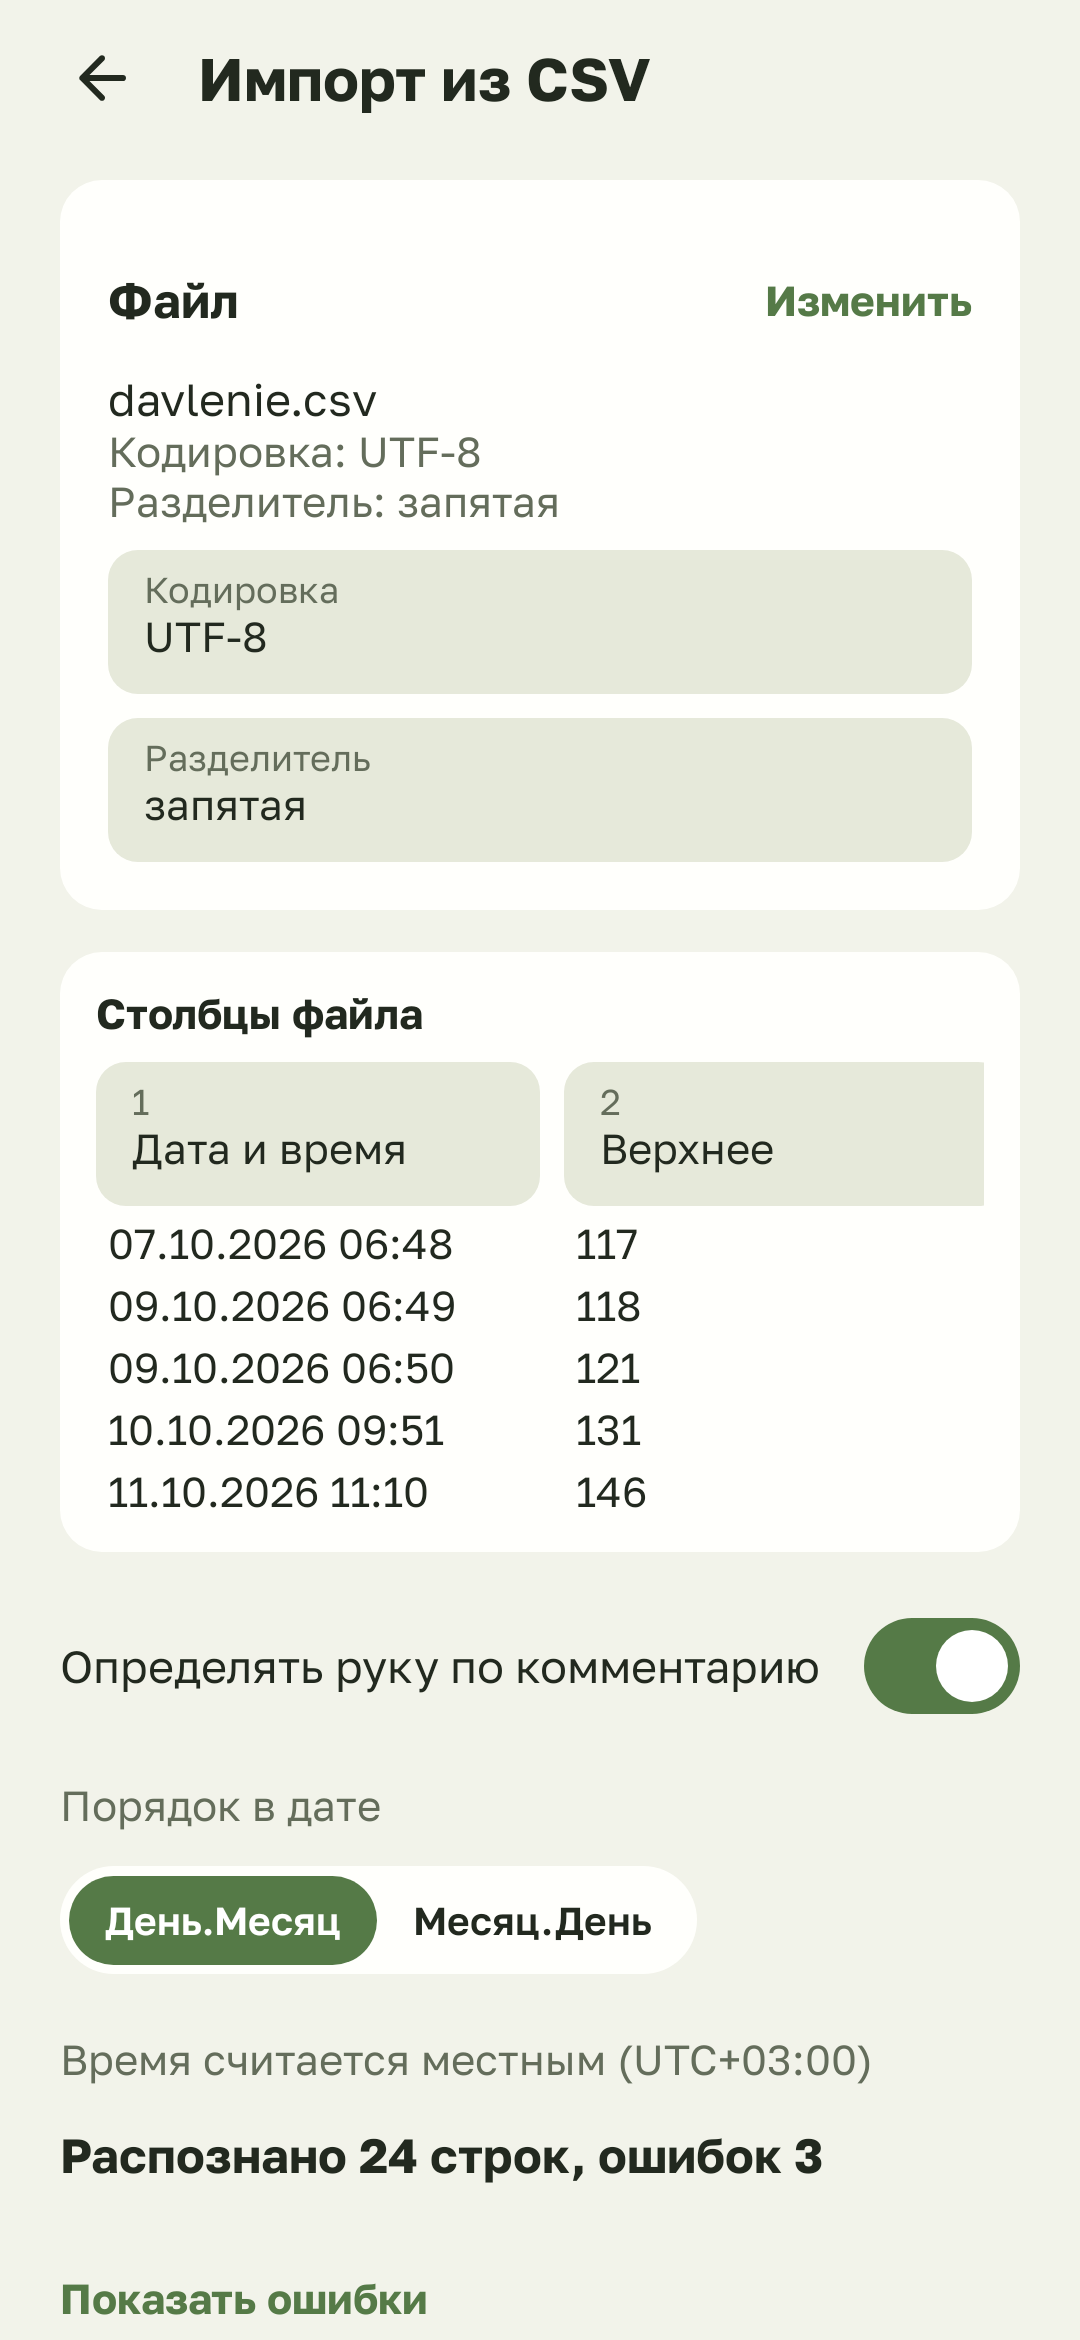 Импорт из CSV
Файл
Изменить
davlenie.csv
Кодировка: UTF-8
Разделитель: запятая
Кодировка
UTF-8
Разделитель
запятая
Столбцы файла
1
Дата и время
2
Верхнее
07.10.2026 06:48 117
09.10.2026 06:49 118
09.10.2026 06:50 121
10.10.2026 09:51 131
11.10.2026 11:10 146
Определять руку по комментарию
Порядок в дате
День.Месяц
Месяц.День
Время считается местным (UTC+03:00)
Распознано 24 строк, ошибок 3
Показать ошибки